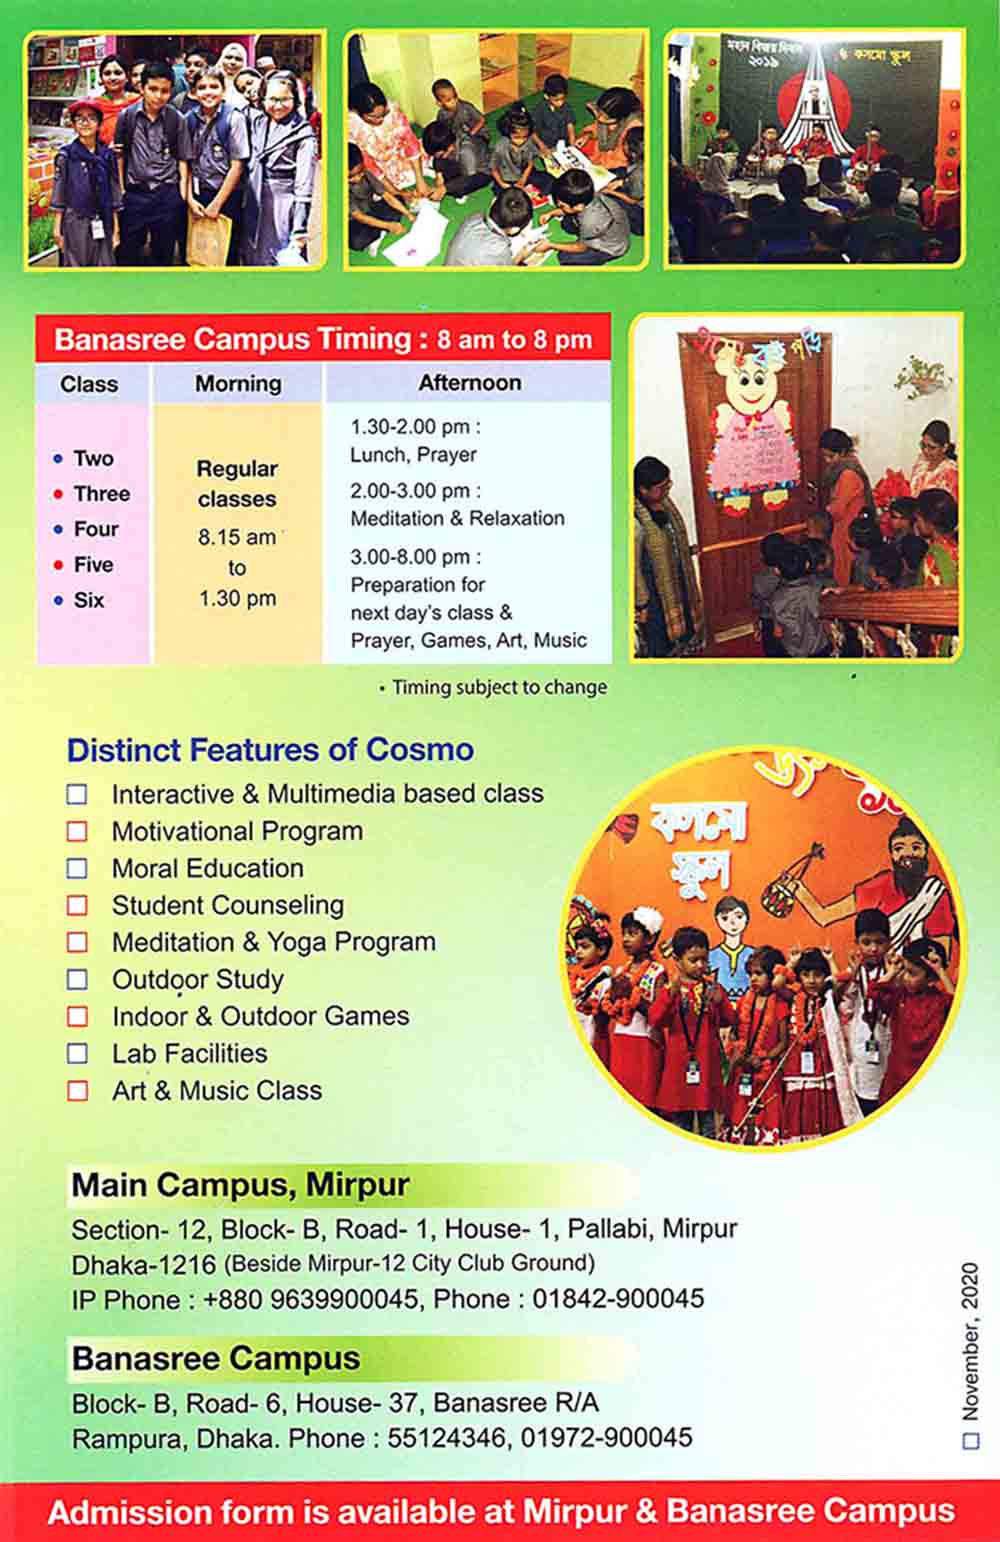 মহান বিজয় দিবস
২০১৯
কসমো স্কুল
Banasree Campus Timing : 8 am to 8 pm
Class
Morning
Afternoon
• Two
• Three
• Four
• Five
• Six
Regular
classes
8.15 am
to
1.30 pm
1.30-2.00 pm :
Lunch, Prayer
2.00-3.00 pm :
Meditation & Relaxation
3.00-8.00 pm :
Preparation for
next day's class &
Prayer, Games, Art, Music
• Timing subject to change
Distinct Features of Cosmo
Interactive & Multimedia based class
Motivational Program
Moral Education
Student Counseling
Meditation & Yoga Program
Outdoor Study
Indoor & Outdoor Games
Lab Facilities
Art & Music Class
কসমো
স্কুল
Main Campus, Mirpur
Section- 12, Block- B, Road- 1, House- 1, Pallabi, Mirpur
Dhaka-1216 (Beside Mirpur-12 City Club Ground)
IP Phone : +880 9639900045, Phone : 01842-900045
Banasree Campus
Block- B, Road- 6, House- 37, Banasree R/A
Rampura, Dhaka. Phone : 55124346, 01972-900045
November, 2020
Admission form is available at Mirpur & Banasree Campus